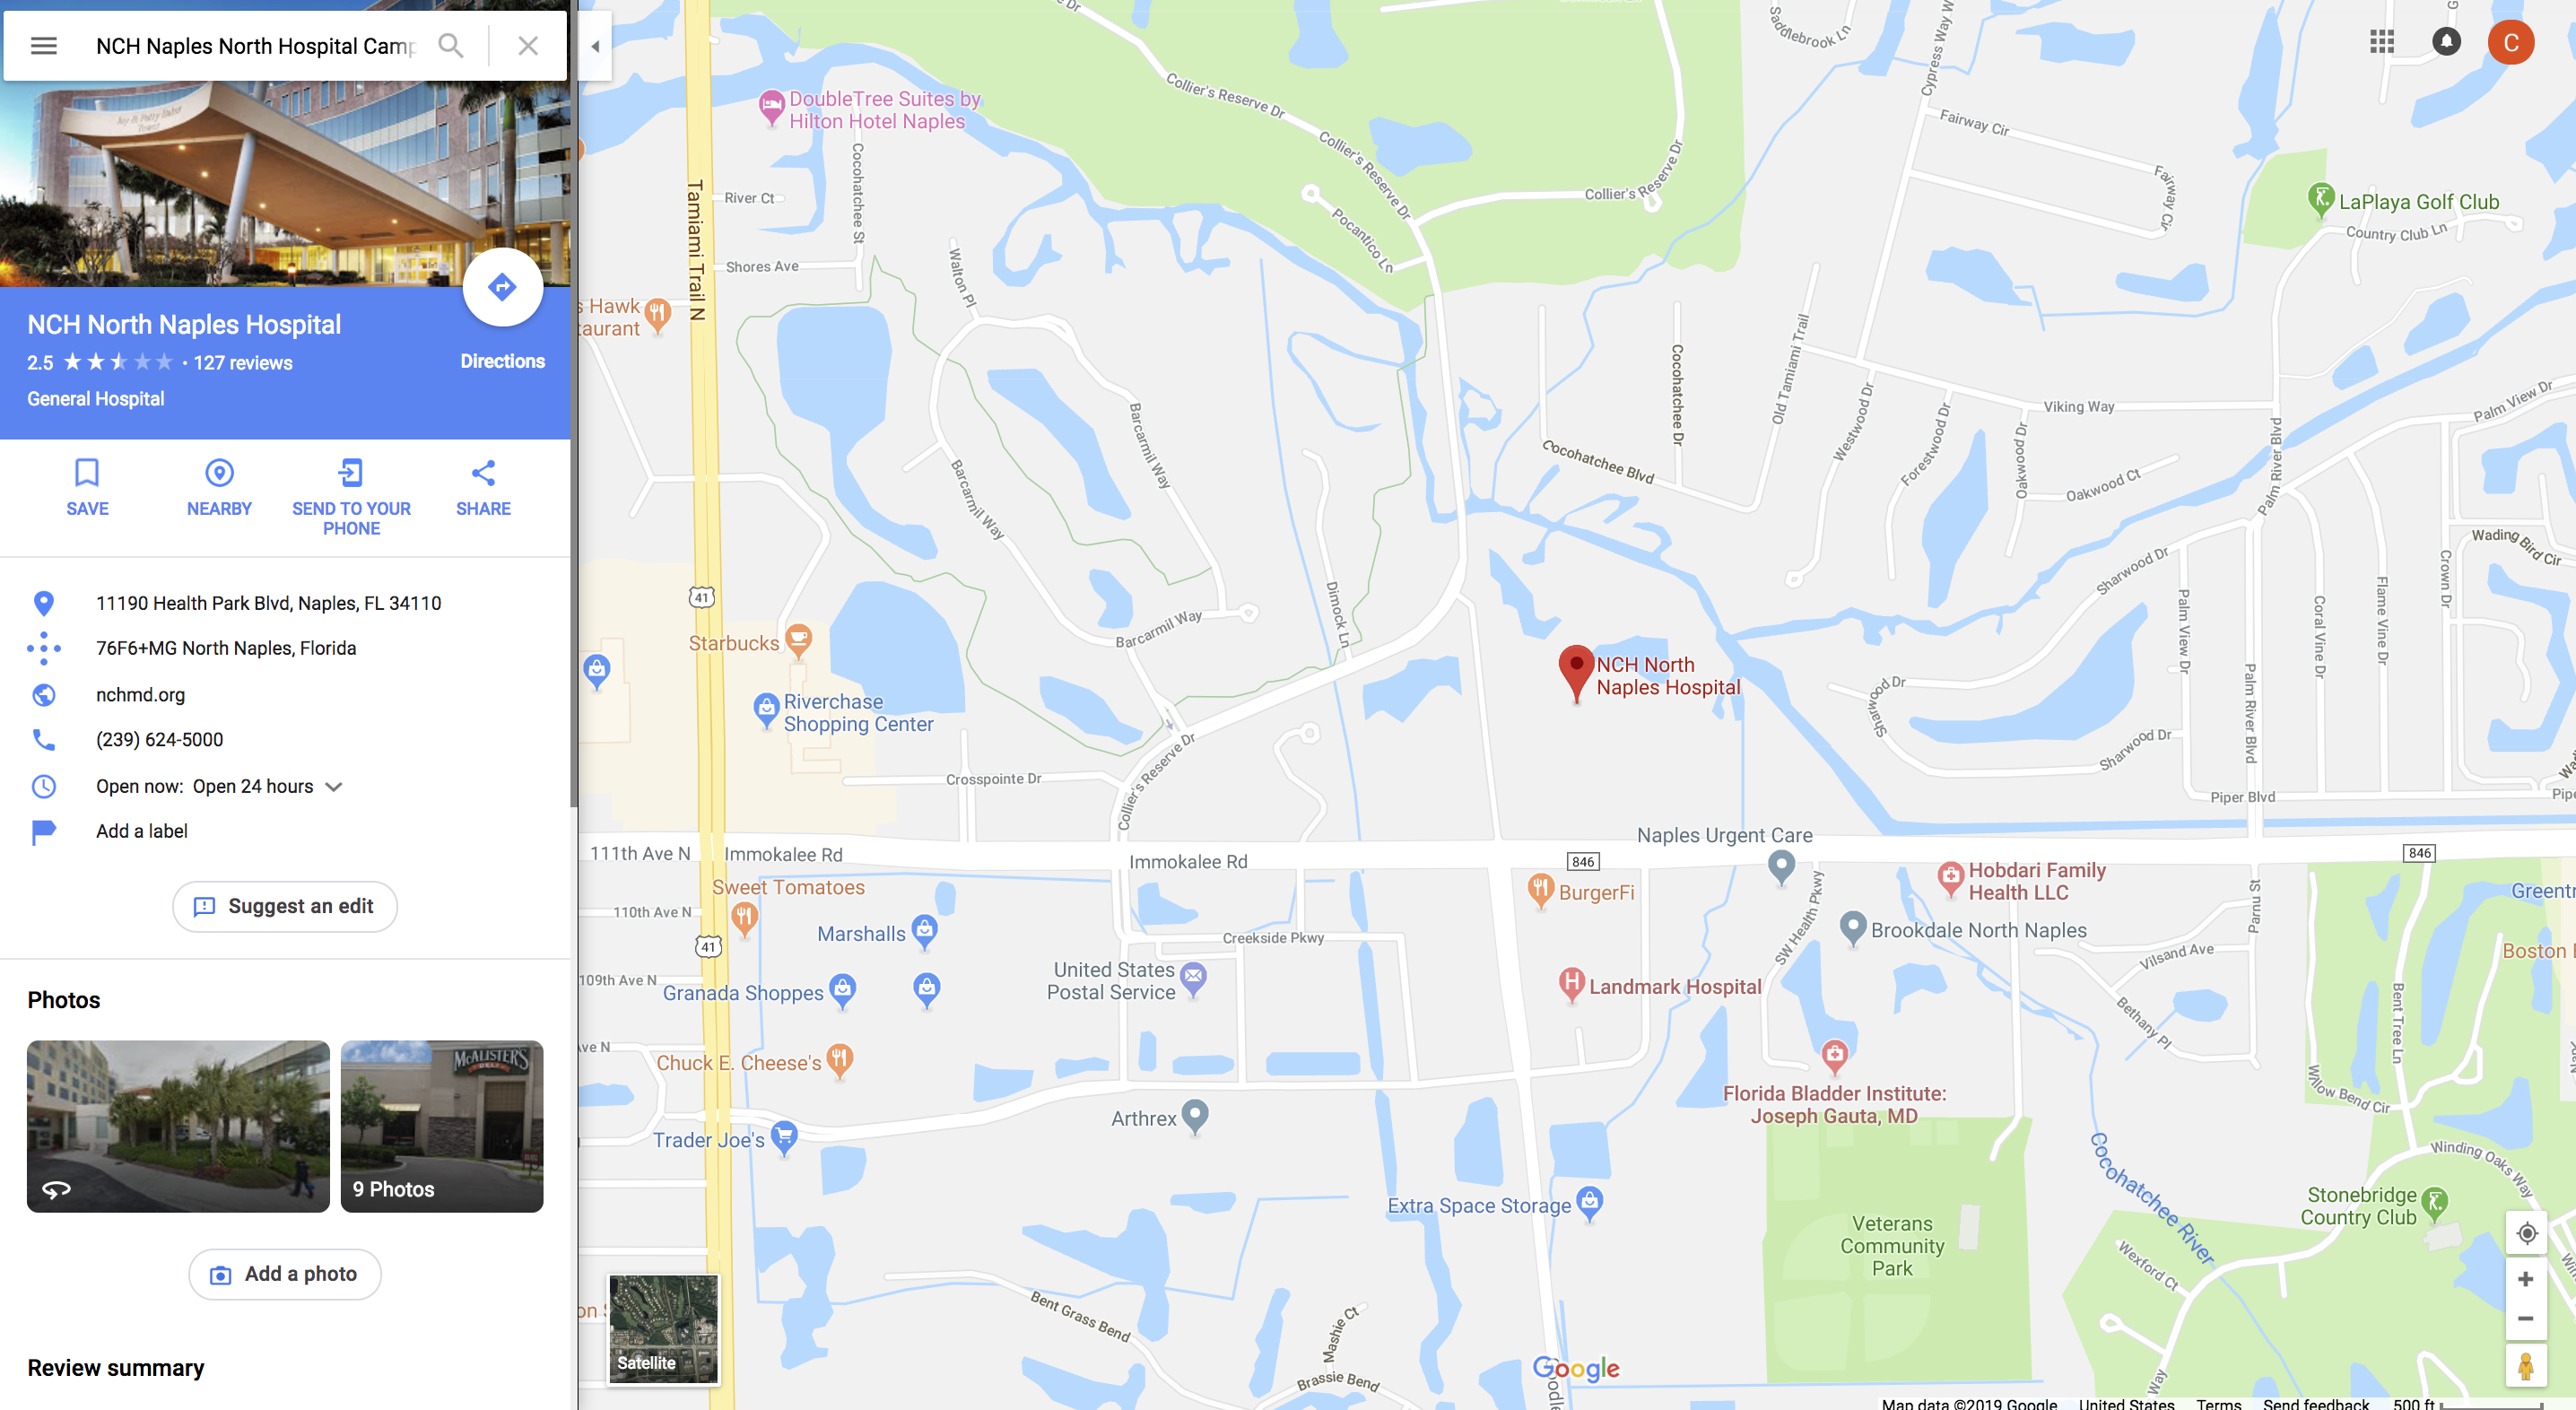 NCH Naples North Hospital Camp
C
NCH North Naples Hospital
2.5 · 127 reviews
General Hospital
Directions
SAVE
NEARBY
SEND TO YOUR
PHONE
SHARE
11190 Health Park Blvd, Naples, FL 34110
76F6+MG North Naples, Florida
nchmd.org
(239) 624-5000
Open now: Open 24 hours
Add a label
Suggest an edit
Photos
McALISTER'S
DELI
9 Photos
Add a photo
Review summary
Satellite
DoubleTree Suites by
Hilton Hotel Naples
Cocohatchee St
River Ct
Shores Ave
Tamiami Trail N
s Hawk
taurant
Walton Pl
Barcarmil Way
Barcarmil Way
Barcarmil Way
Collier's Reserve Dr
Collier's Reserve Dr
Collier's Reserve Dr
Pocantico Ln
Saddlebrook Ln
Cypress Way W
Fairway Cir
Fairway Cir
LaPlaya Golf Club
Country Club Ln
Cocohatchee Dr
Old Tamiami Trail
Cocohatchee Blvd
Westwood Dr
Forestwood Dr
Oakwood Dr
Oakwood Ct
Viking Way
Palm River Blvd
Palm View Dr
Wading Bird Cir
Crown Dr
Flame Vine Dr
Coral Vine Dr
Palm View Dr
Palm River Blvd
Sharwood Dr
Sharwood Dr
Sharwood Dr
Piper Blvd
Pipe
Dimock Ln
41
Starbucks
Riverchase
Shopping Center
NCH North
Naples Hospital
Crosspointe Dr
Collier's Reserve Dr
111th Ave N
Immokalee Rd
Immokalee Rd
846
846
Naples Urgent Care
Sweet Tomatoes
110th Ave N
41
Marshalls
BurgerFi
SW Health Pkwy
Hobdari Family
Health LLC
Brookdale North Naples
Parnu St
Vilsand Ave
Bethany Pl
Greentr
Boston
Creekside Pkwy
United States
Postal Service
109th Ave N
Granada Shoppes
Landmark Hospital
ve N
Chuck E. Cheese's
Florida Bladder Institute:
Joseph Gauta, MD
Arthrex
Trader Joe's
Bent Tree Ln
Willow Bend Cir
Winding Oaks Way
Cocohatchee River
Extra Space Storage
Veterans
Community
Park
Stonebridge
Country Club
Wexford Ct
Way
Bent Grass Bend
Mashie Ct
Brassie Bend
on
Google
Map data ©2019 Google United States Terms Send feedback 500 ft